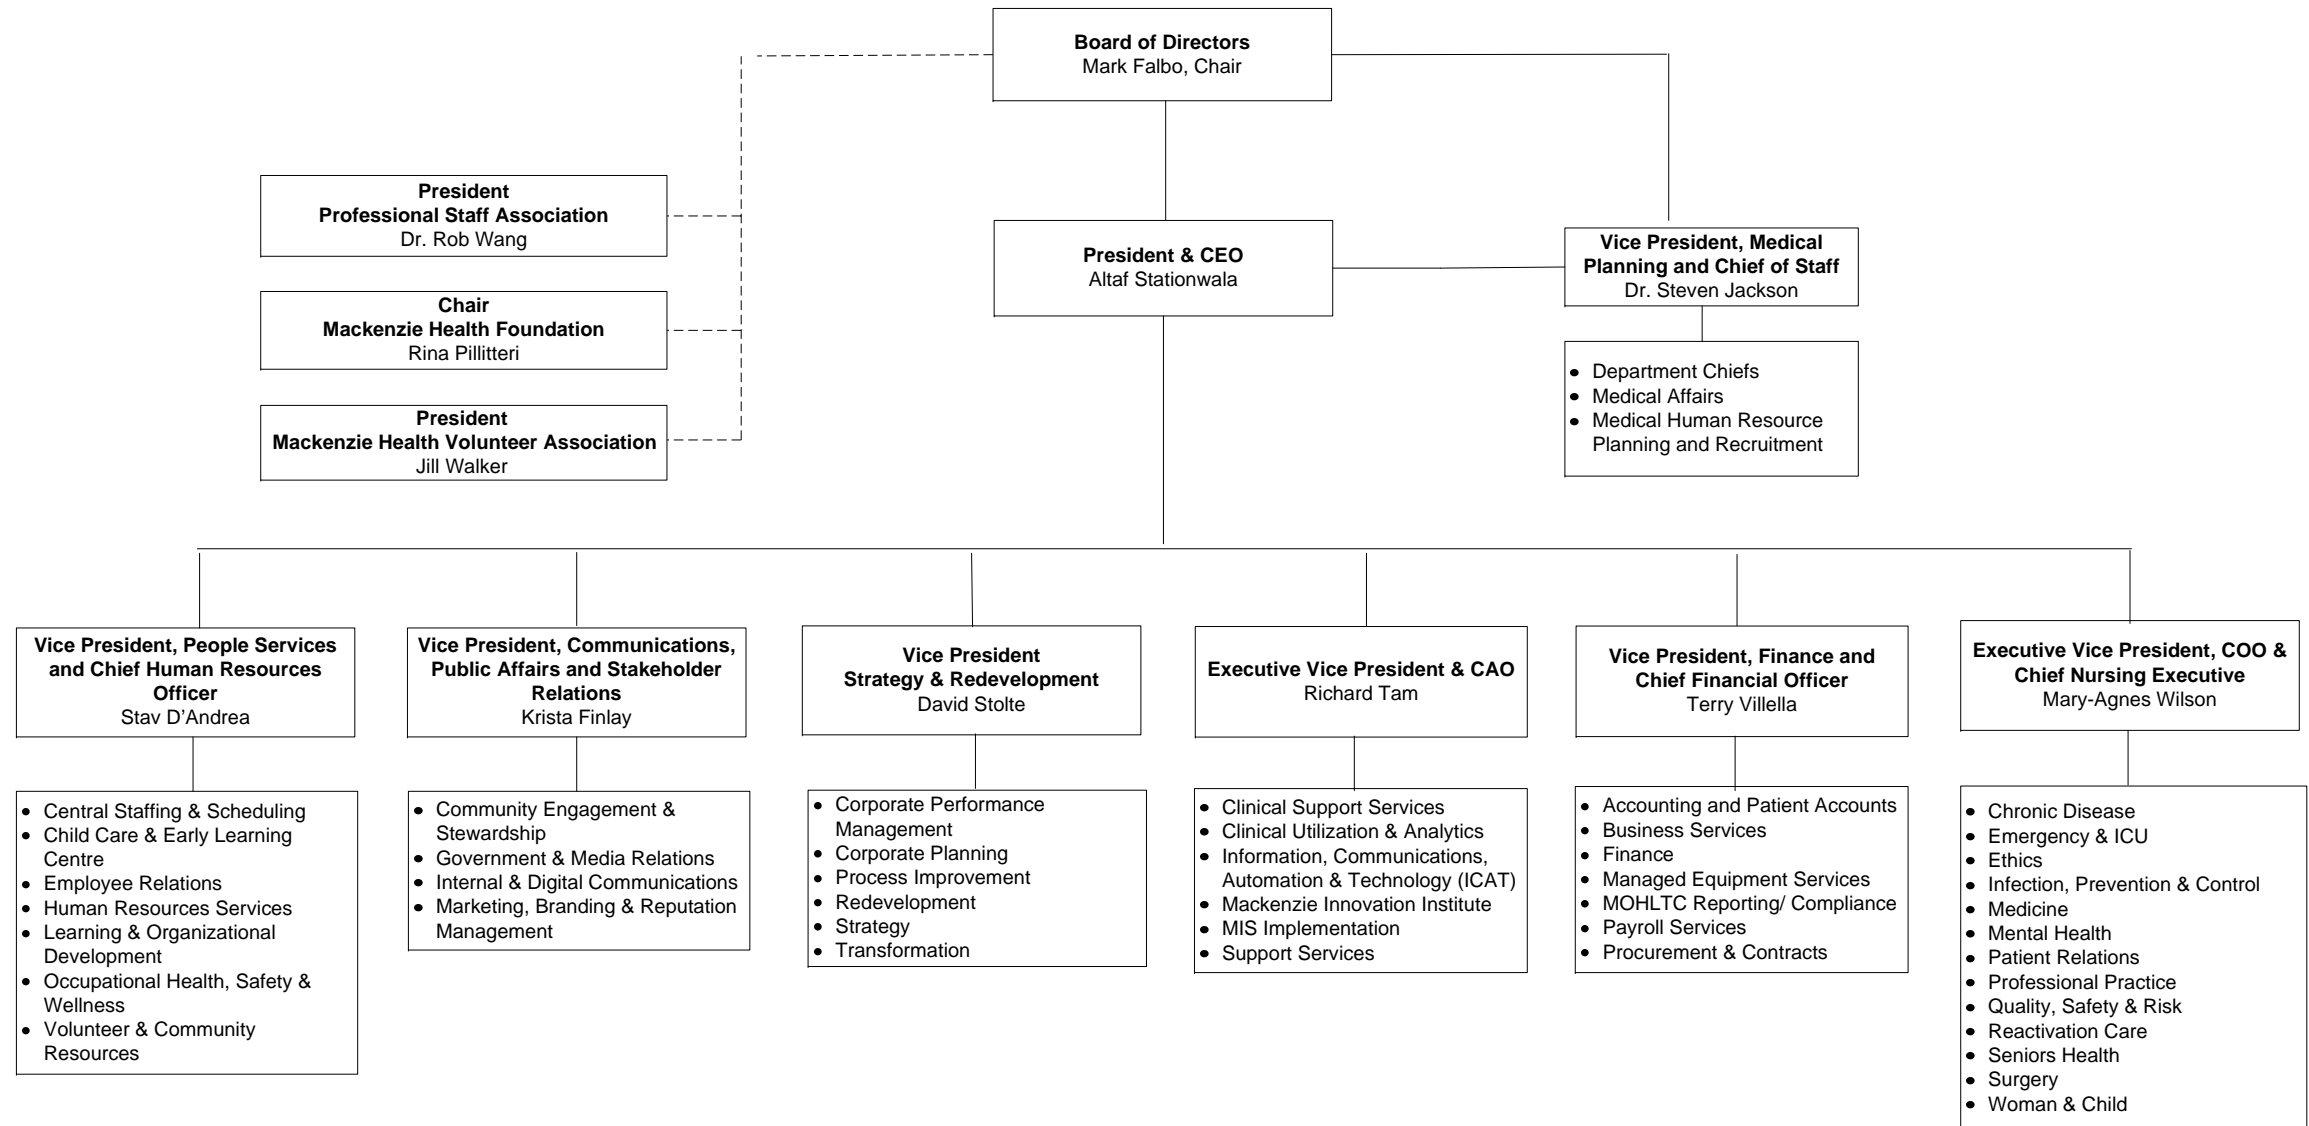 Board of Directors
Mark Falbo, Chair
President
Professional Staff Association
Dr. Rob Wang
Chair
Mackenzie Health Foundation
Rina Pillitteri
President
Mackenzie Health Volunteer Association
Jill Walker
President & CEO
Altaf Stationwala
Vice President, Medical
Planning and Chief of Staff
Dr. Steven Jackson
• Department Chiefs
• Medical Affairs
• Medical Human Resource
Planning and Recruitment
Vice President, People Services
and Chief Human Resources
Officer
Stav D’Andrea
• Central Staffing & Scheduling
• Child Care & Early Learning
Centre
• Employee Relations
• Human Resources Services
• Learning & Organizational
Development
• Occupational Health, Safety &
Wellness
• Volunteer & Community
Resources
Vice President, Communications,
Public Affairs and Stakeholder
Relations
Krista Finlay
• Community Engagement &
Stewardship
• Government & Media Relations
• Internal & Digital Communications
• Marketing, Branding & Reputation
Management
Vice President
Strategy & Redevelopment
David Stolte
• Corporate Performance
Management
• Corporate Planning
• Process Improvement
• Redevelopment
• Strategy
• Transformation
Executive Vice President & CAO
Richard Tam
• Clinical Support Services
• Clinical Utilization & Analytics
• Information, Communications,
Automation & Technology (ICAT)
• Mackenzie Innovation Institute
• MIS Implementation
• Support Services
Vice President, Finance and
Chief Financial Officer
Terry Villella
• Accounting and Patient Accounts
• Business Services
• Finance
• Managed Equipment Services
• MOHLTC Reporting/ Compliance
• Payroll Services
• Procurement & Contracts
Executive Vice President, COO &
Chief Nursing Executive
Mary-Agnes Wilson
• Chronic Disease
• Emergency & ICU
• Ethics
• Infection, Prevention & Control
• Medicine
• Mental Health
• Patient Relations
• Professional Practice
• Quality, Safety & Risk
• Reactivation Care
• Seniors Health
• Surgery
• Woman & Child